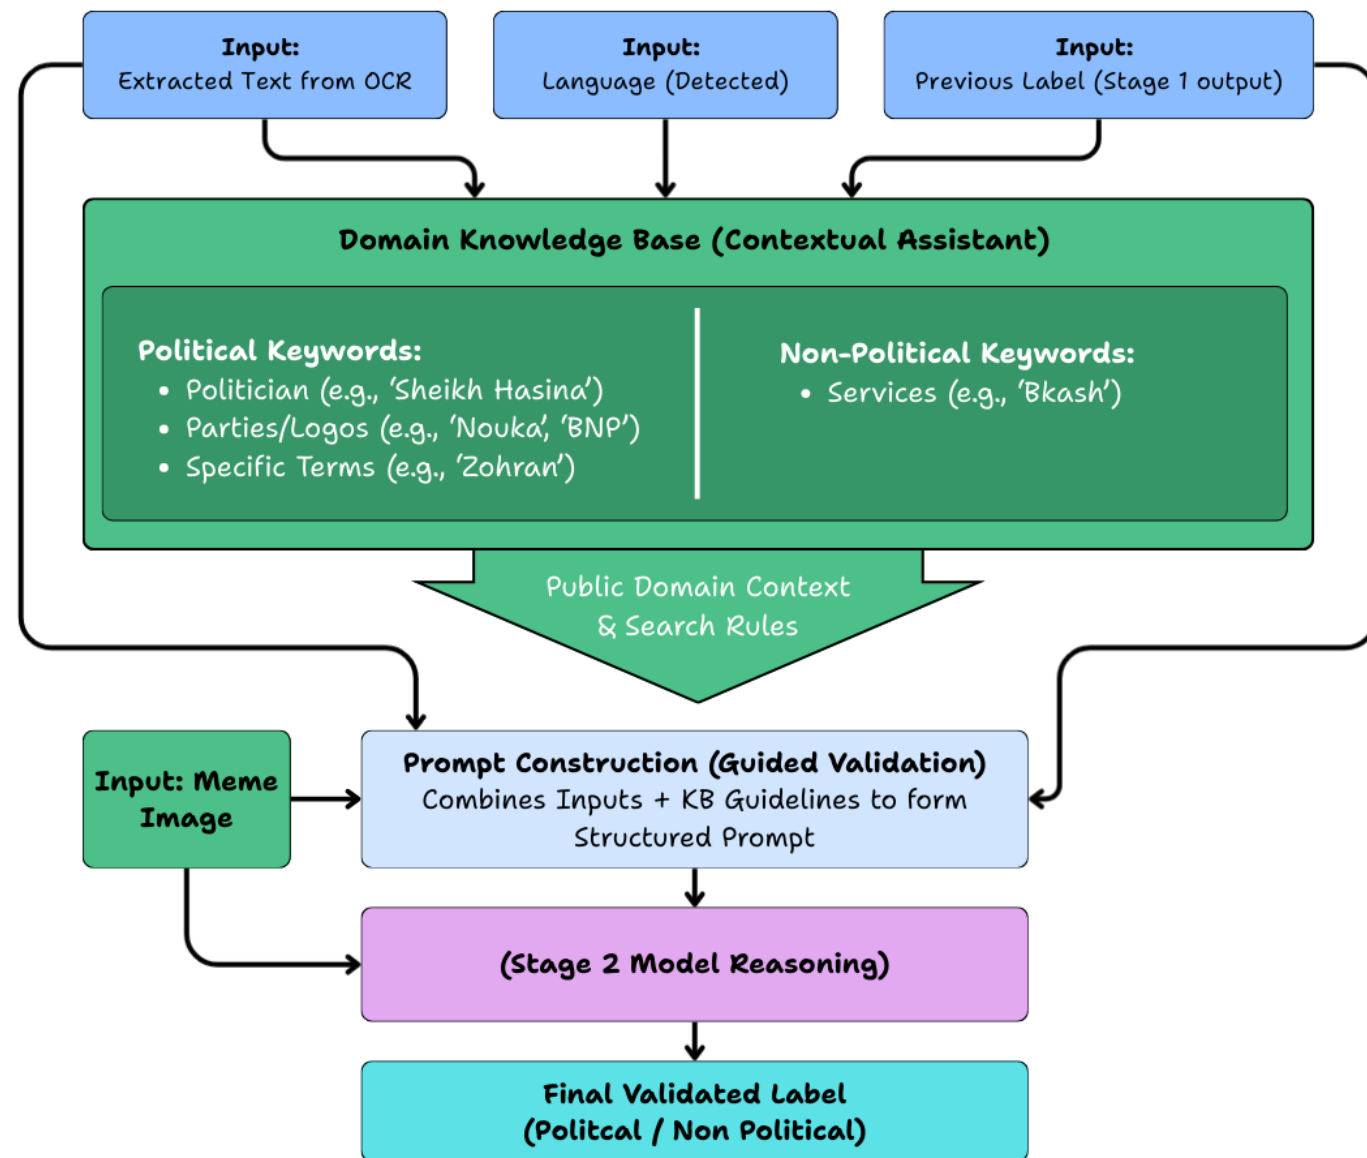 Input:
Extracted Text from OCR
Input:
Language (Detected)
Input:
Previous Label (Stage 1 output)
Domain Knowledge Base (Contextual Assistant)
Political Keywords:
• Politician (e.g., ‘Sheikh Hasina’)
• Parties/Logos (e.g., ‘Nouka’, ‘BNP’)
• Specific Terms (e.g., ‘Zohran’)
Non-Political Keywords:
• Services (e.g., ‘Bkash’)
Public Domain Context
& Search Rules
Input: Meme
Image
Prompt Construction (Guided Validation)
Combines Inputs + KB Guidelines to form
Structured Prompt
(Stage 2 Model Reasoning)
Final Validated Label
(Politcal / Non Political)